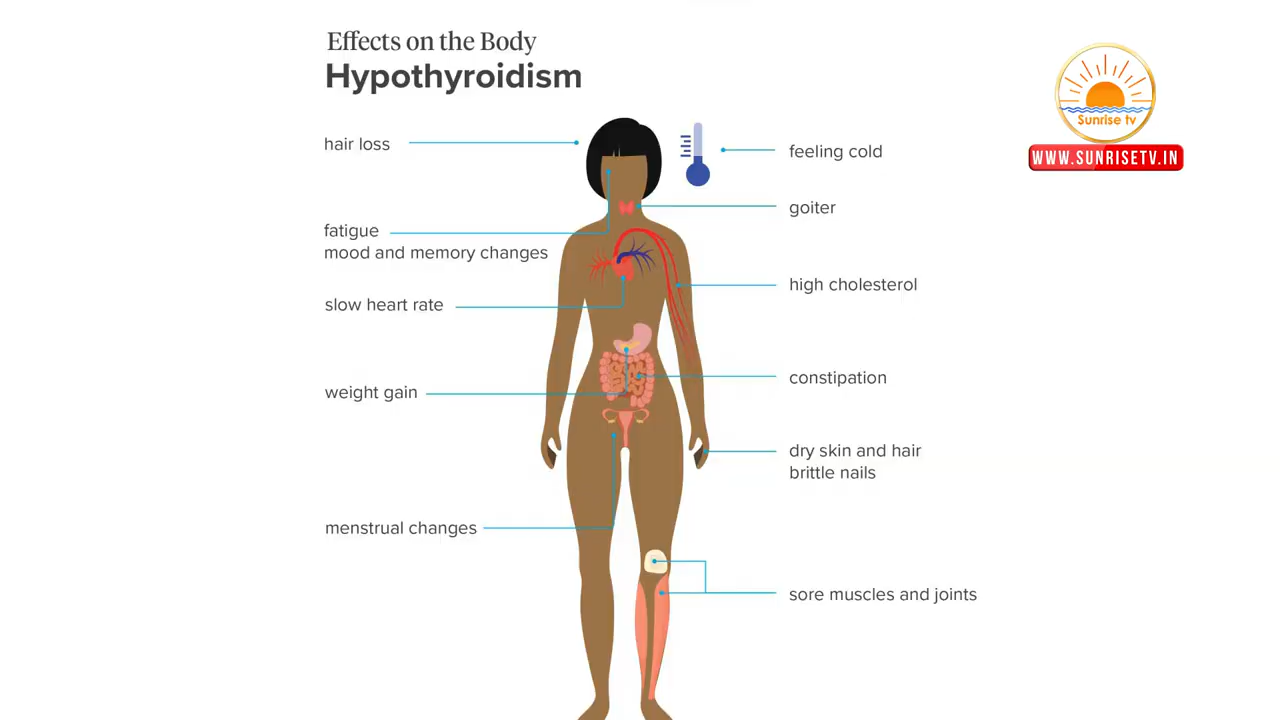 Effects on the Body
Hypothyroidism
hair loss
fatigue
mood and memory changes
slow heart rate
weight gain
menstrual changes
feeling cold
goiter
high cholesterol
constipation
dry skin and hair
brittle nails
sore muscles and joints
Sunrise tv
WWW.SUNRISETV.IN